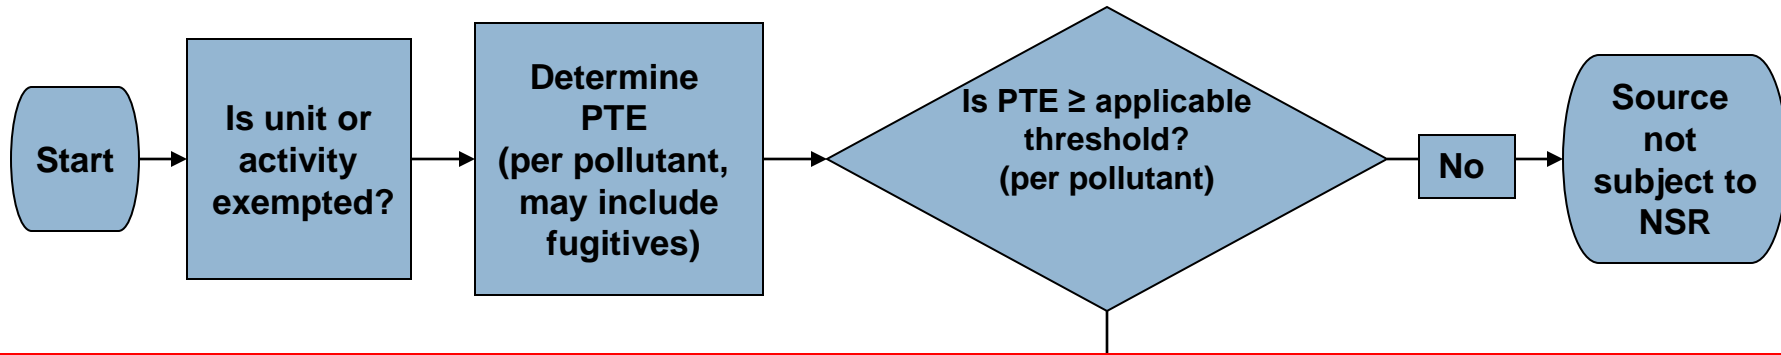 Start
Is unit or
activity
exempted?
Determine
PTE
(per pollutant,
may include
fugitives)
Is PTE ≥ applicable
threshold?
(per pollutant)
No
Source
not
subject to
NSR